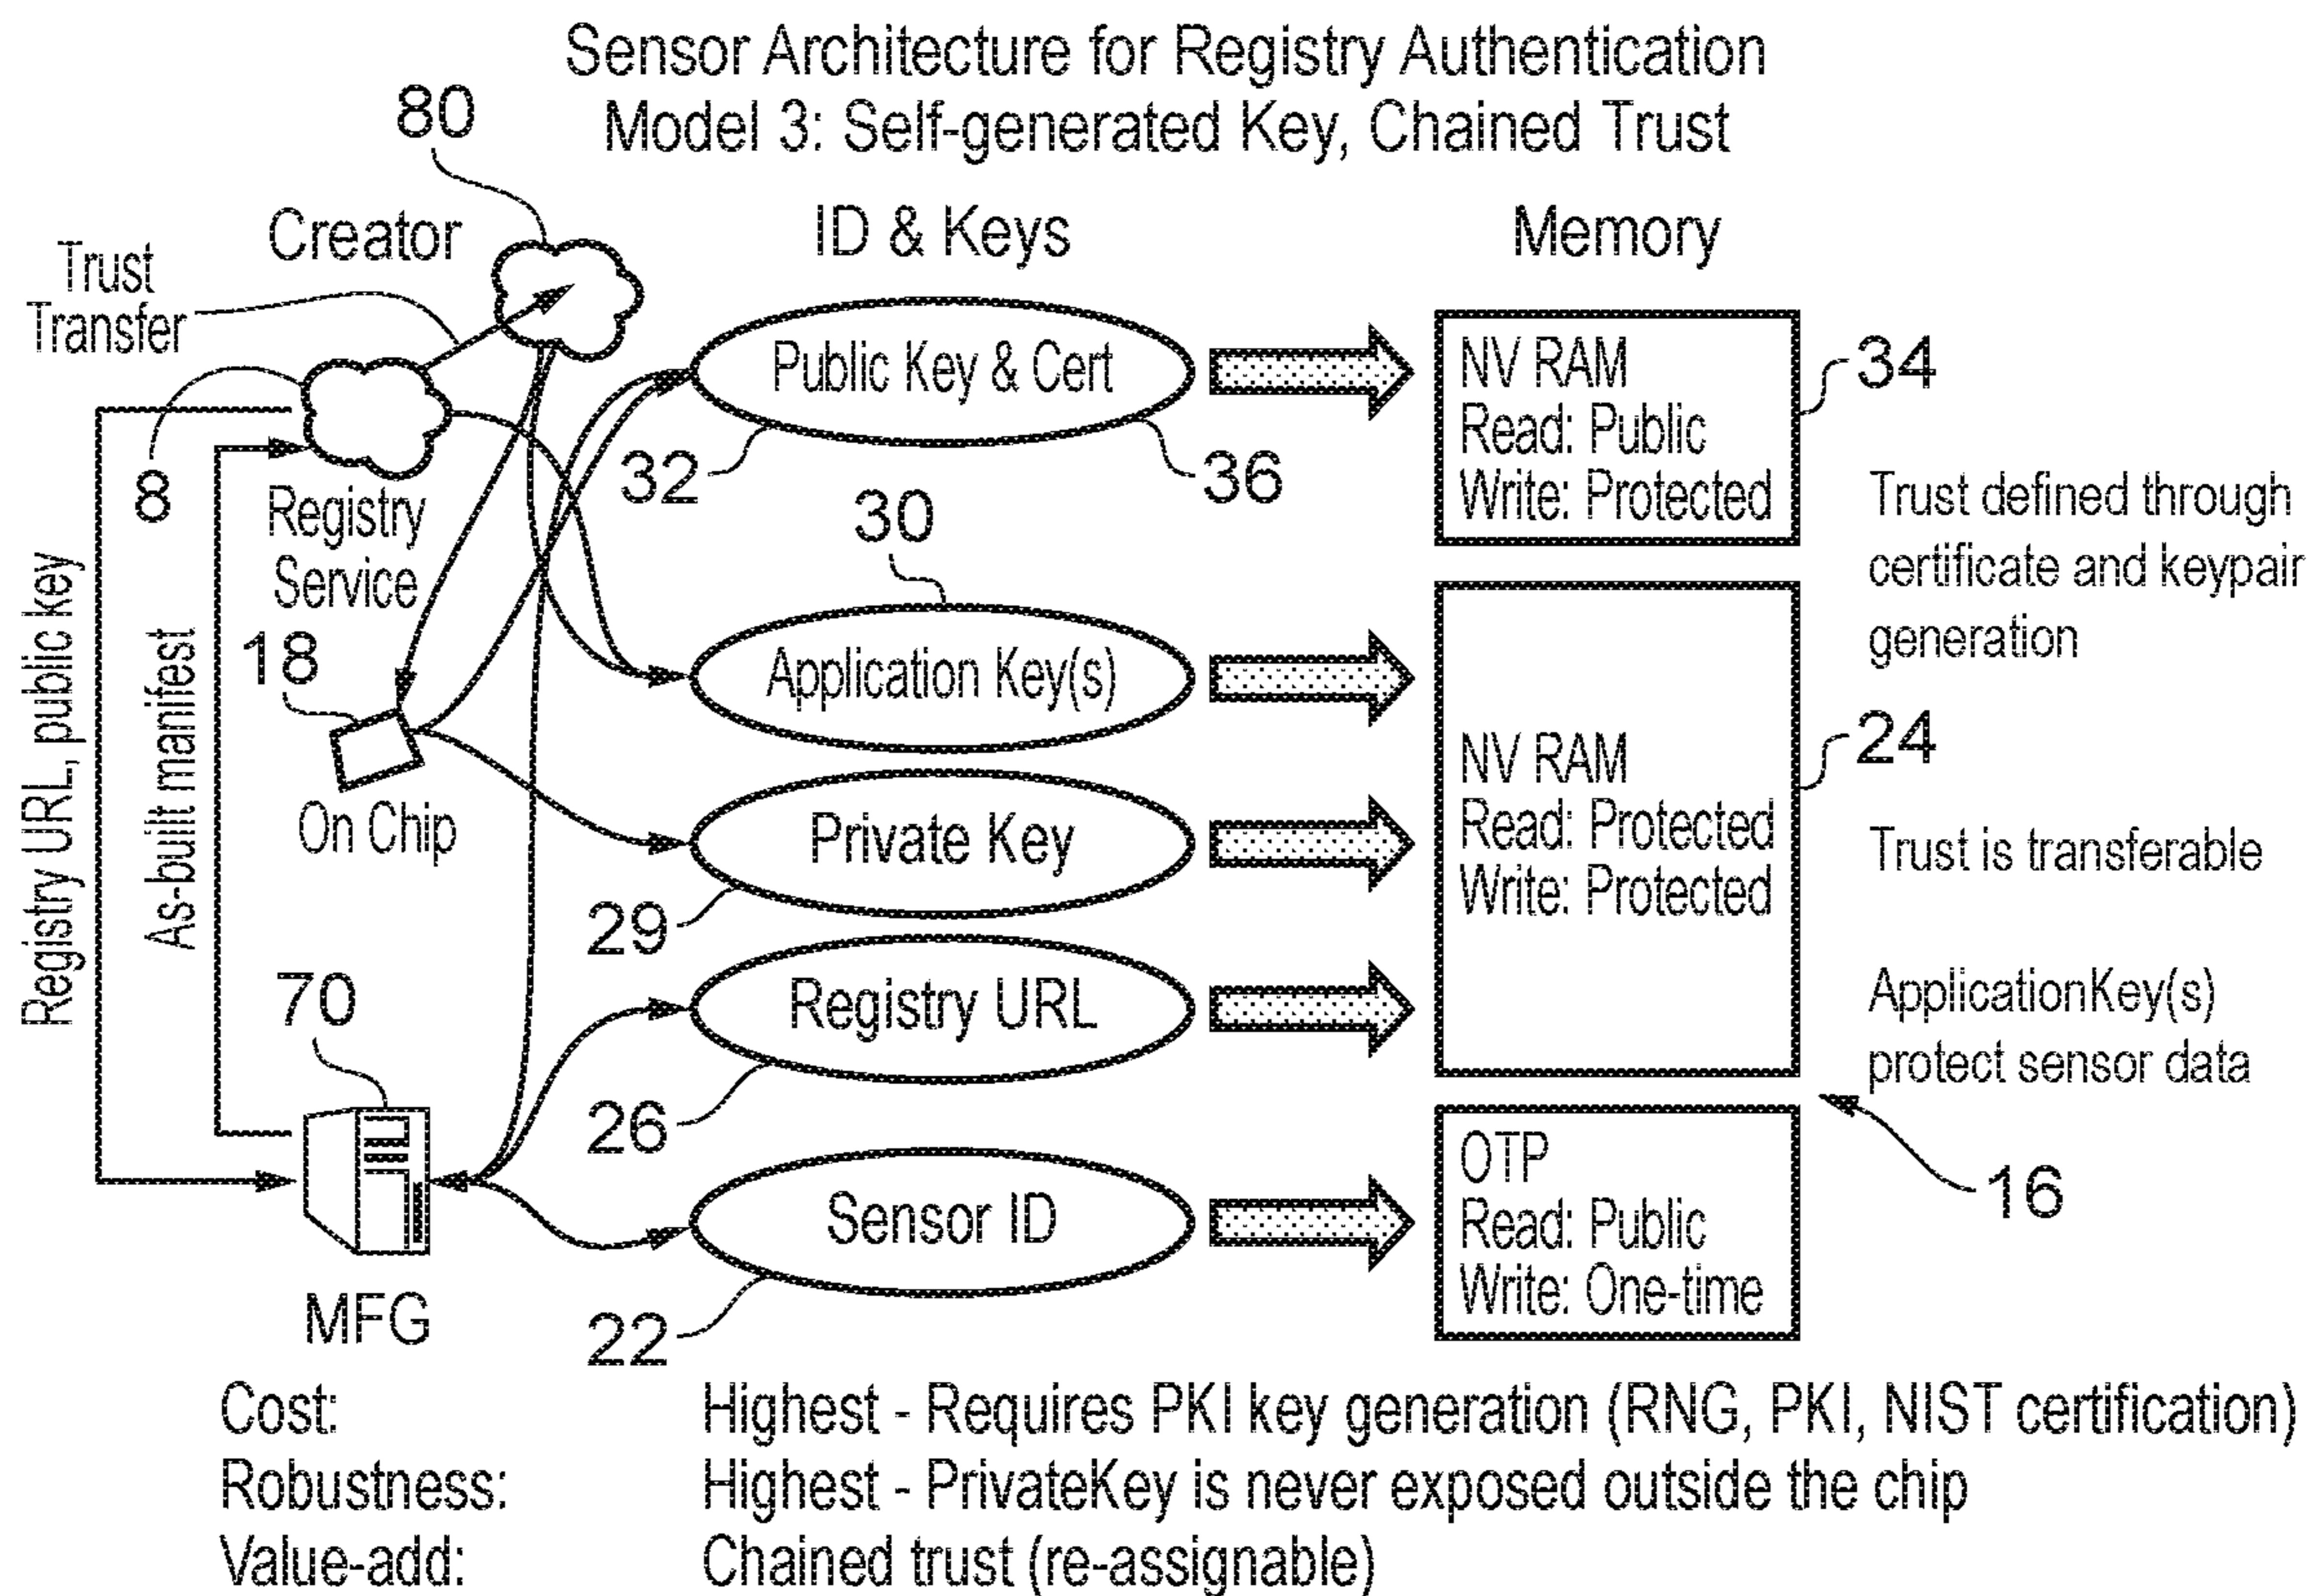 Sensor Architecture for Registry Authentication
Model 3: Self-generated Key, Chained Trust
80
Creator
ID & Keys
Memory
Trust
Transfer
Public Key & Cert
NV RAM
Read: Public
Write: Protected
34
8
32
36
Registry
Service
30
Trust defined through
certificate and keypair
generation
Registry URL, public key
As-built manifest
18
Application Key(s)
On Chip
NV RAM
Read: Protected
Write: Protected
24
Private Key
29
Trust is transferable
70
Registry URL
26
ApplicationKey(s)
protect sensor data
MFG
Sensor ID
22
OTP
Read: Public
Write: One-time
16
Cost: Highest - Requires PKI key generation (RNG, PKI, NIST certification)
Robustness: Highest - PrivateKey is never exposed outside the chip
Value-add: Chained trust (re-assignable)